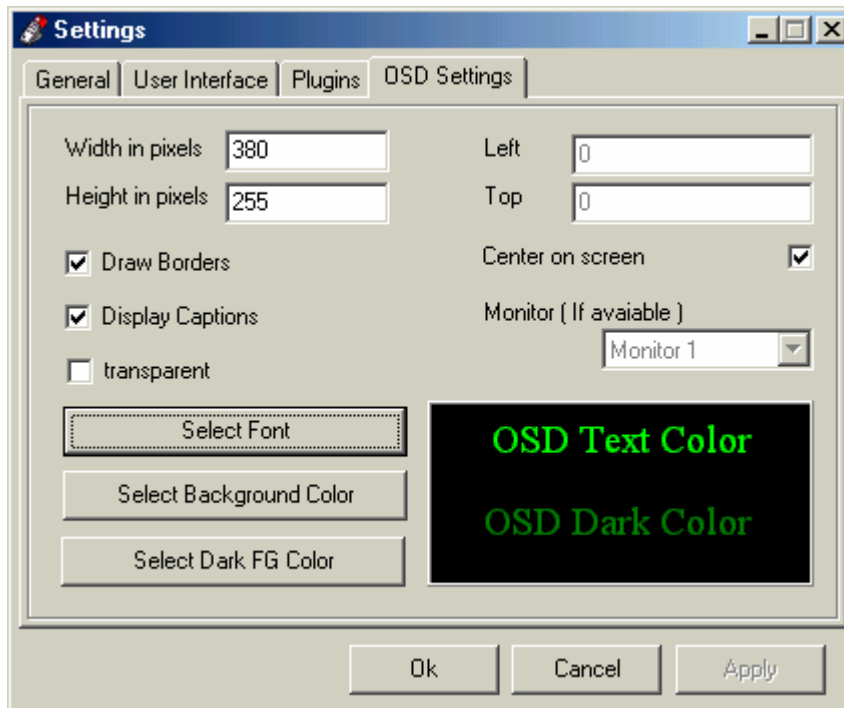 Settings
General User Interface Plugins OSD Settings
Width in pixels 380 Left 0
Height in pixels 255 Top 0
Draw Borders Center on screen
Display Captions Monitor ( If avaiable )
Monitor 1
transparent
Select Font OSD Text Color
Select Background Color
OSD Dark Color
Select Dark FG Color
Ok Cancel Apply